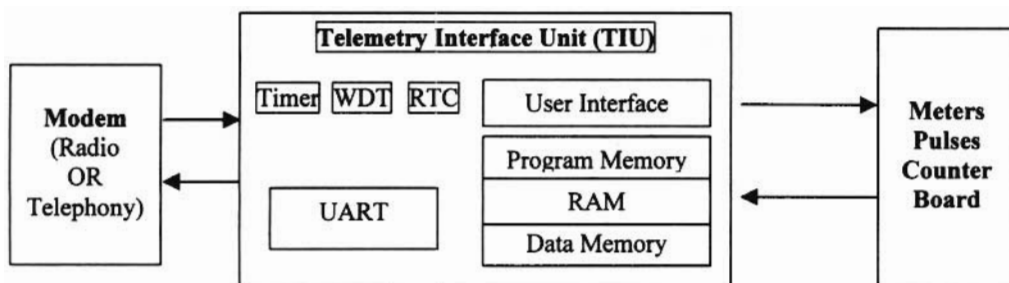 Telemetry Interface Unit (TIU)
Modem
(Radio
OR
Telephony)
Timer WDT RTC
UART
User Interface
Program Memory
RAM
Data Memory
Meters
Pulses
Counter
Board